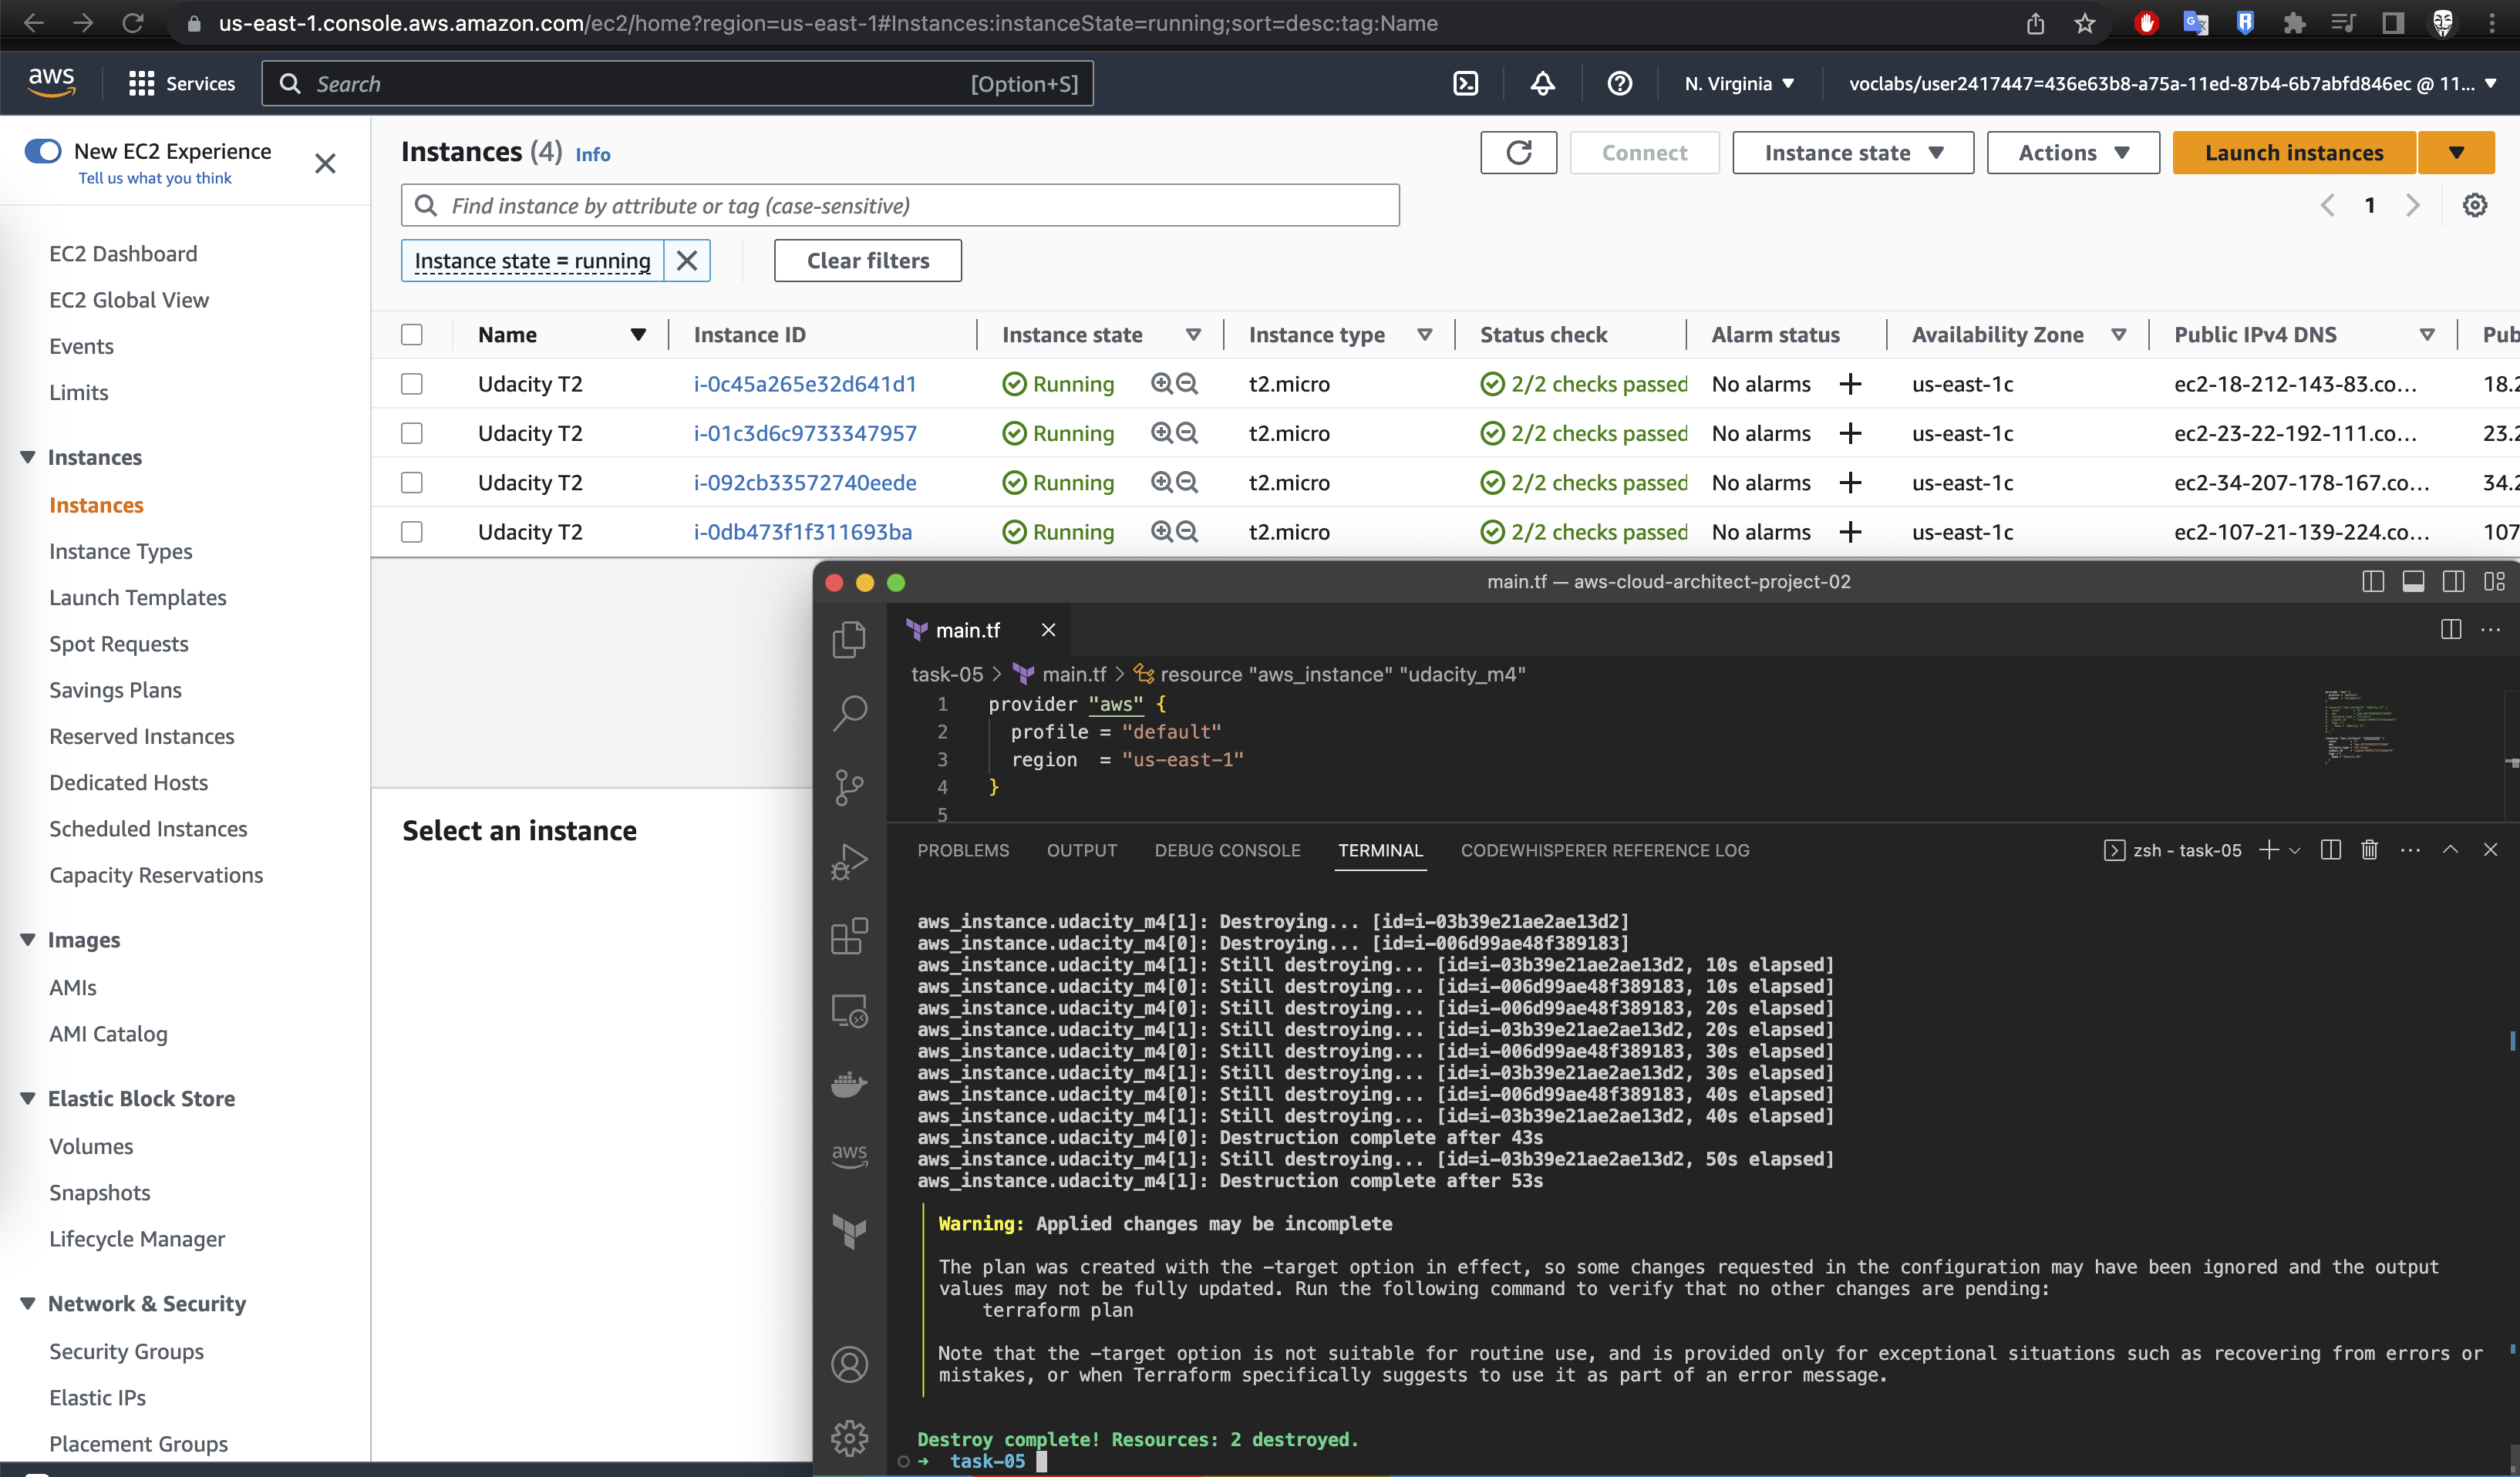 us-east-1.console.aws.amazon.com/ec2/home?region=us-east-1#Instances:instanceState=running;sort=desc:tag:Name
aws Services Search [Option+S] N. Virginia voclabs/user2417447=436e63b8-a75a-11ed-87b4-6b7abfd846ec @ 11...
New EC2 Experience
Tell us what you think
EC2 Dashboard
EC2 Global View
Events
Limits
Instances
Instances
Instance Types
Launch Templates
Spot Requests
Savings Plans
Reserved Instances
Dedicated Hosts
Scheduled Instances
Capacity Reservations
Images
AMIs
AMI Catalog
Elastic Block Store
Volumes
Snapshots
Lifecycle Manager
Network & Security
Security Groups
Elastic IPs
Placement Groups
Instances (4) Info Connect Instance state Actions Launch instances
Find instance by attribute or tag (case-sensitive) 1
Instance state = running Clear filters
Name Instance ID Instance state Instance type Status check Alarm status Availability Zone Public IPv4 DNS Pub
Udacity T2 i-0c45a265e32d641d1 Running t2.micro 2/2 checks passed No alarms + us-east-1c ec2-18-212-143-83.co... 18.2
Udacity T2 i-01c3d6c9733347957 Running t2.micro 2/2 checks passed No alarms + us-east-1c ec2-23-22-192-111.co... 23.2
Udacity T2 i-092cb33572740eede Running t2.micro 2/2 checks passed No alarms + us-east-1c ec2-34-207-178-167.co... 34.2
Udacity T2 i-0db473f1f311693ba Running t2.micro 2/2 checks passed No alarms + us-east-1c ec2-107-21-139-224.co... 107
Select an instance
main.tf — aws-cloud-architect-project-02
main.tf
task-05 > main.tf > resource "aws_instance" "udacity_m4"
1 provider "aws" {
2 profile = "default"
3 region = "us-east-1"
4 }
5
PROBLEMS OUTPUT DEBUG CONSOLE TERMINAL CODEWHISPERER REFERENCE LOG zsh - task-05
aws
aws_instance.udacity_m4[1]: Destroying... [id=i-03b39e21ae2ae13d2]
aws_instance.udacity_m4[0]: Destroying... [id=i-006d99ae48f389183]
aws_instance.udacity_m4[1]: Still destroying... [id=i-03b39e21ae2ae13d2, 10s elapsed]
aws_instance.udacity_m4[0]: Still destroying... [id=i-006d99ae48f389183, 10s elapsed]
aws_instance.udacity_m4[0]: Still destroying... [id=i-006d99ae48f389183, 20s elapsed]
aws_instance.udacity_m4[1]: Still destroying... [id=i-03b39e21ae2ae13d2, 20s elapsed]
aws_instance.udacity_m4[0]: Still destroying... [id=i-006d99ae48f389183, 30s elapsed]
aws_instance.udacity_m4[1]: Still destroying... [id=i-03b39e21ae2ae13d2, 30s elapsed]
aws_instance.udacity_m4[0]: Still destroying... [id=i-006d99ae48f389183, 40s elapsed]
aws_instance.udacity_m4[1]: Still destroying... [id=i-03b39e21ae2ae13d2, 40s elapsed]
aws_instance.udacity_m4[0]: Destruction complete after 43s
aws_instance.udacity_m4[1]: Still destroying... [id=i-03b39e21ae2ae13d2, 50s elapsed]
aws_instance.udacity_m4[1]: Destruction complete after 53s
Warning: Applied changes may be incomplete
The plan was created with the -target option in effect, so some changes requested in the configuration may have been ignored and the output
values may not be fully updated. Run the following command to verify that no other changes are pending:
terraform plan
Note that the -target option is not suitable for routine use, and is provided only for exceptional situations such as recovering from errors or
mistakes, or when Terraform specifically suggests to use it as part of an error message.
Destroy complete! Resources: 2 destroyed.
→ task-05